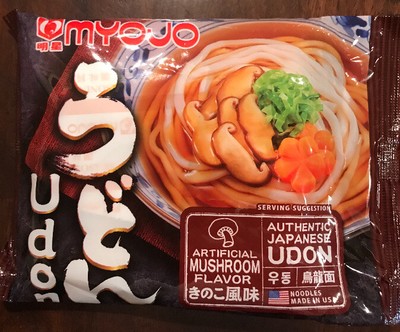 明星
MYOJO
うどん
Udon
SERVING SUGGESTION
ARTIFICIAL
MUSHROOM
FLAVOR
きのこ風味
AUTHENTIC
JAPANESE
UDON
우동 烏龍面
NOODLES
MADE IN USA